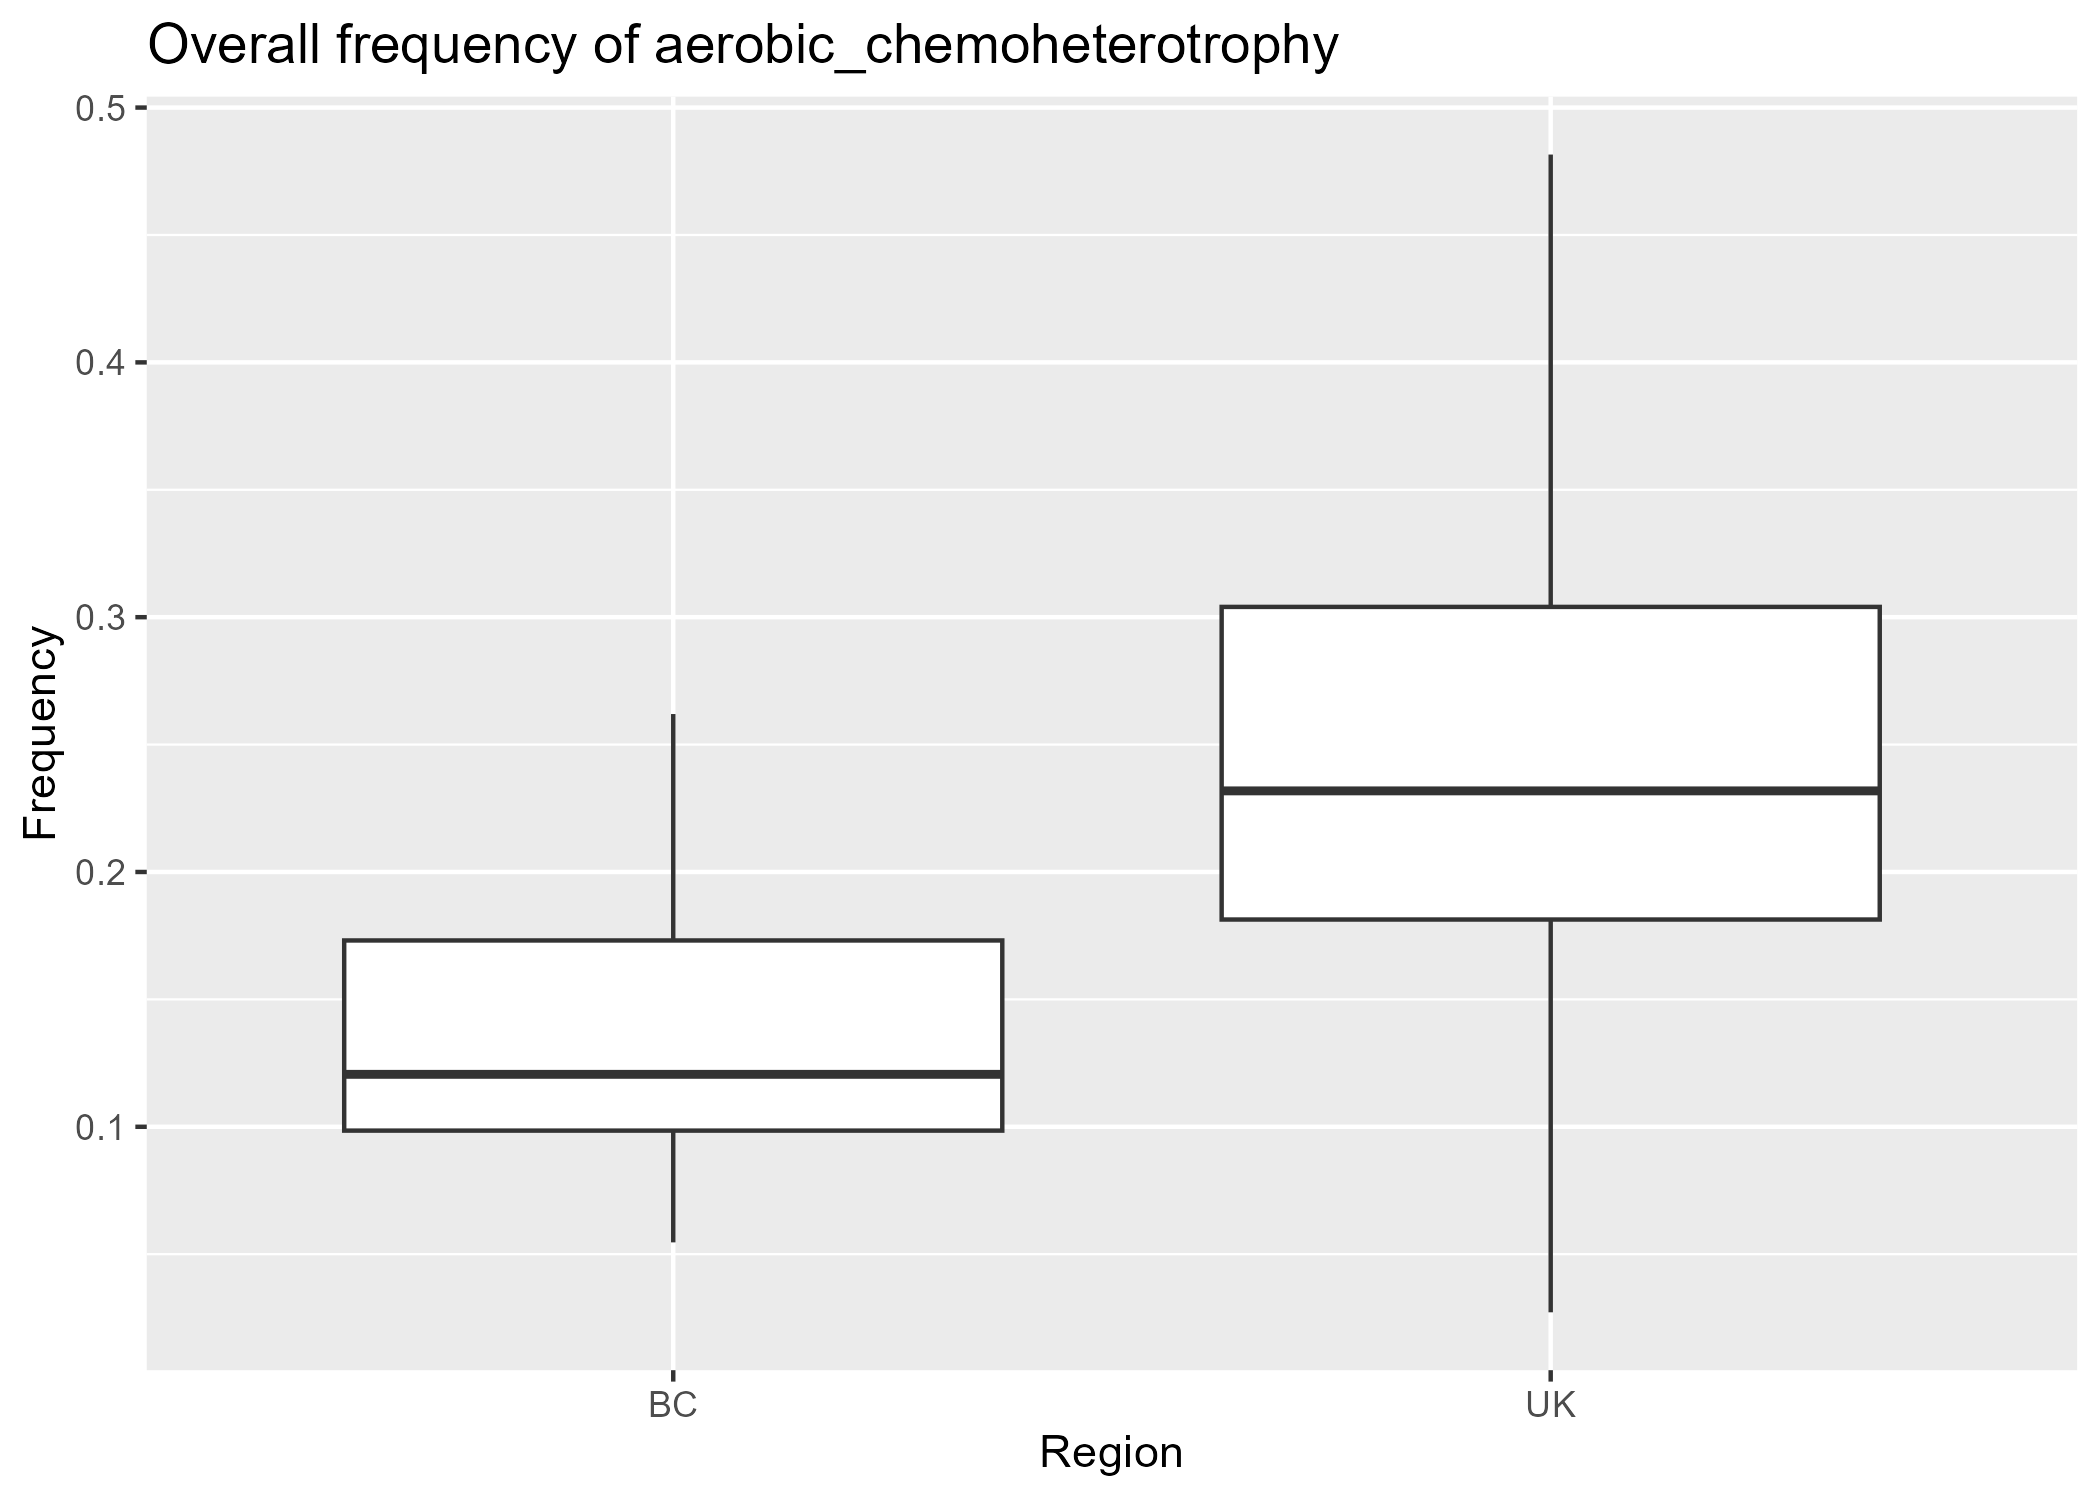 Overall frequency of aerobic_chemoheterotrophy
0.5
0.4
0.3
0.2
0.1
Frequency
BC
UK
Region